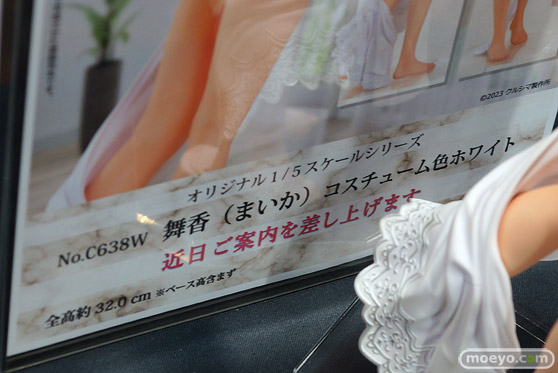 ©2023 クルシマ製作所
オリジナル1/5スケールシリーズ
No.C638W 舞香（まいか）コスチューム色ホワイト
近日ご案内を差し上げます
全高約 32.0 cm ※ベース高含まず
moeyo.com